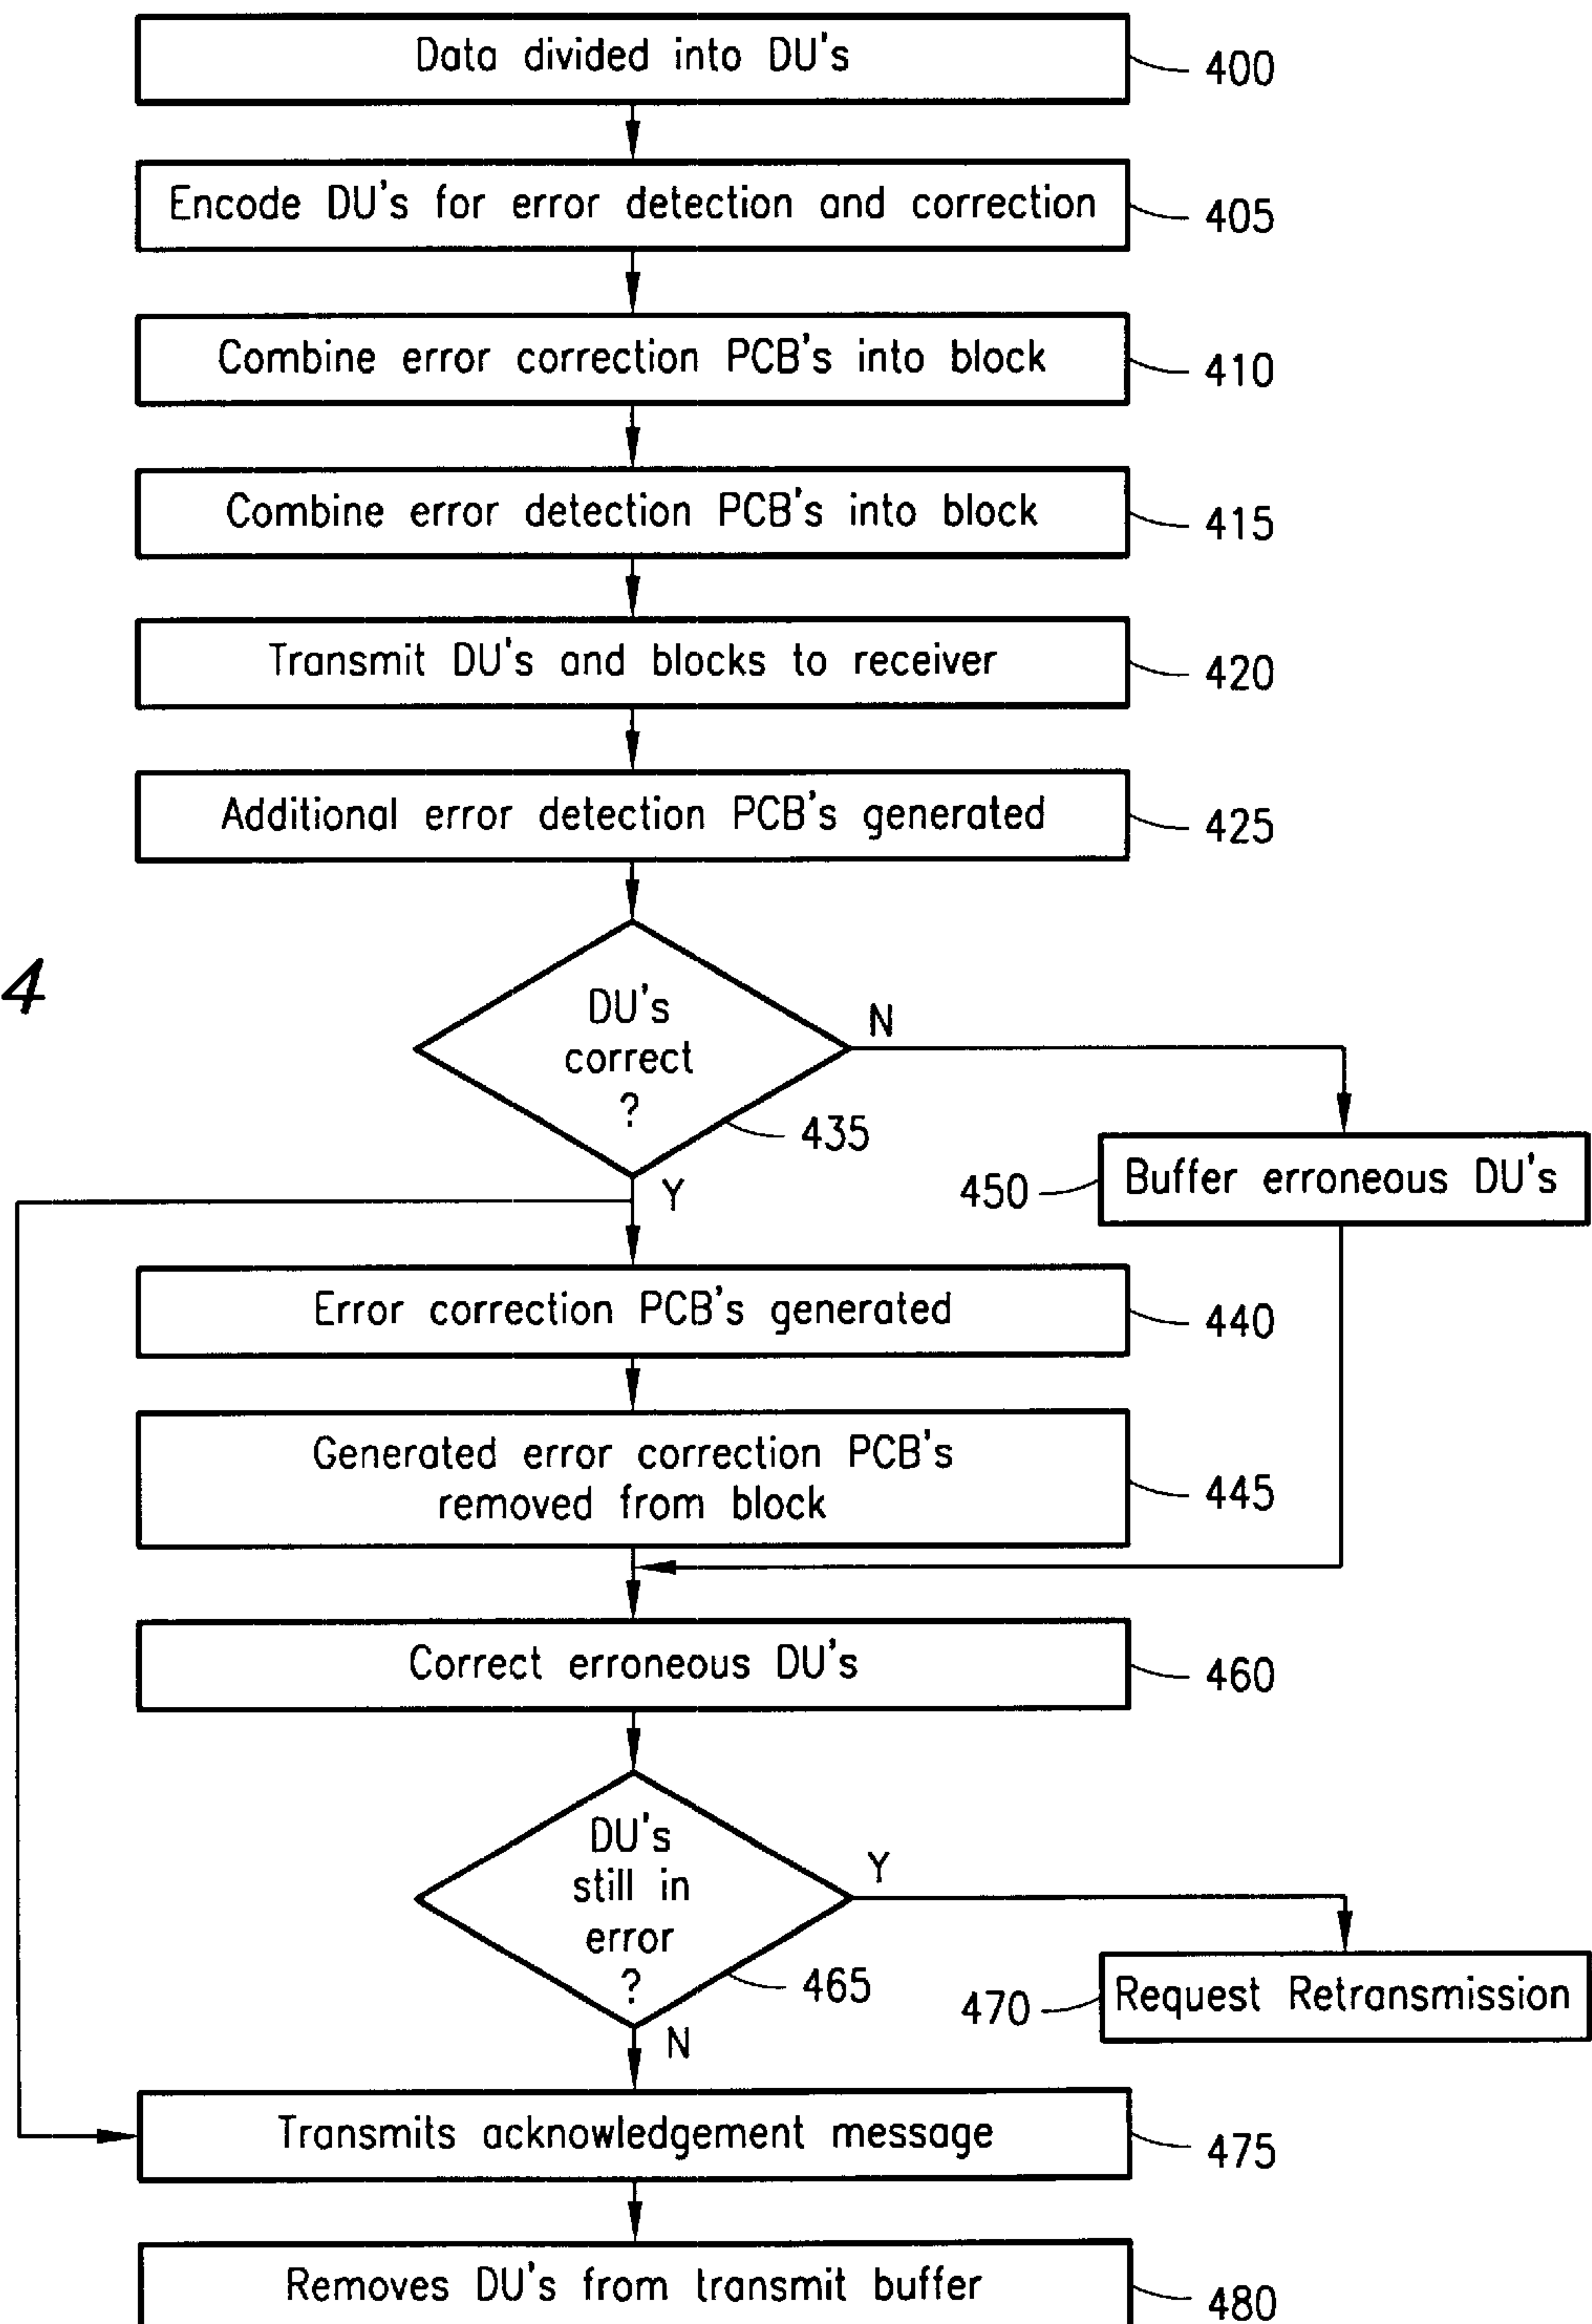 Data divided into DU's
400
Encode DU's for error detection and correction
405
Combine error correction PCB's into block
410
Combine error detection PCB's into block
415
Transmit DU's and blocks to receiver
420
Additional error detection PCB's generated
425
4
DU's
correct
?
N
435
Y
450
Buffer erroneous DU's
Error correction PCB's generated
440
Generated error correction PCB's
removed from block
445
Correct erroneous DU's
460
DU's
still in
error
?
Y
465
N
470
Request Retransmission
Transmits acknowledgement message
475
Removes DU's from transmit buffer
480